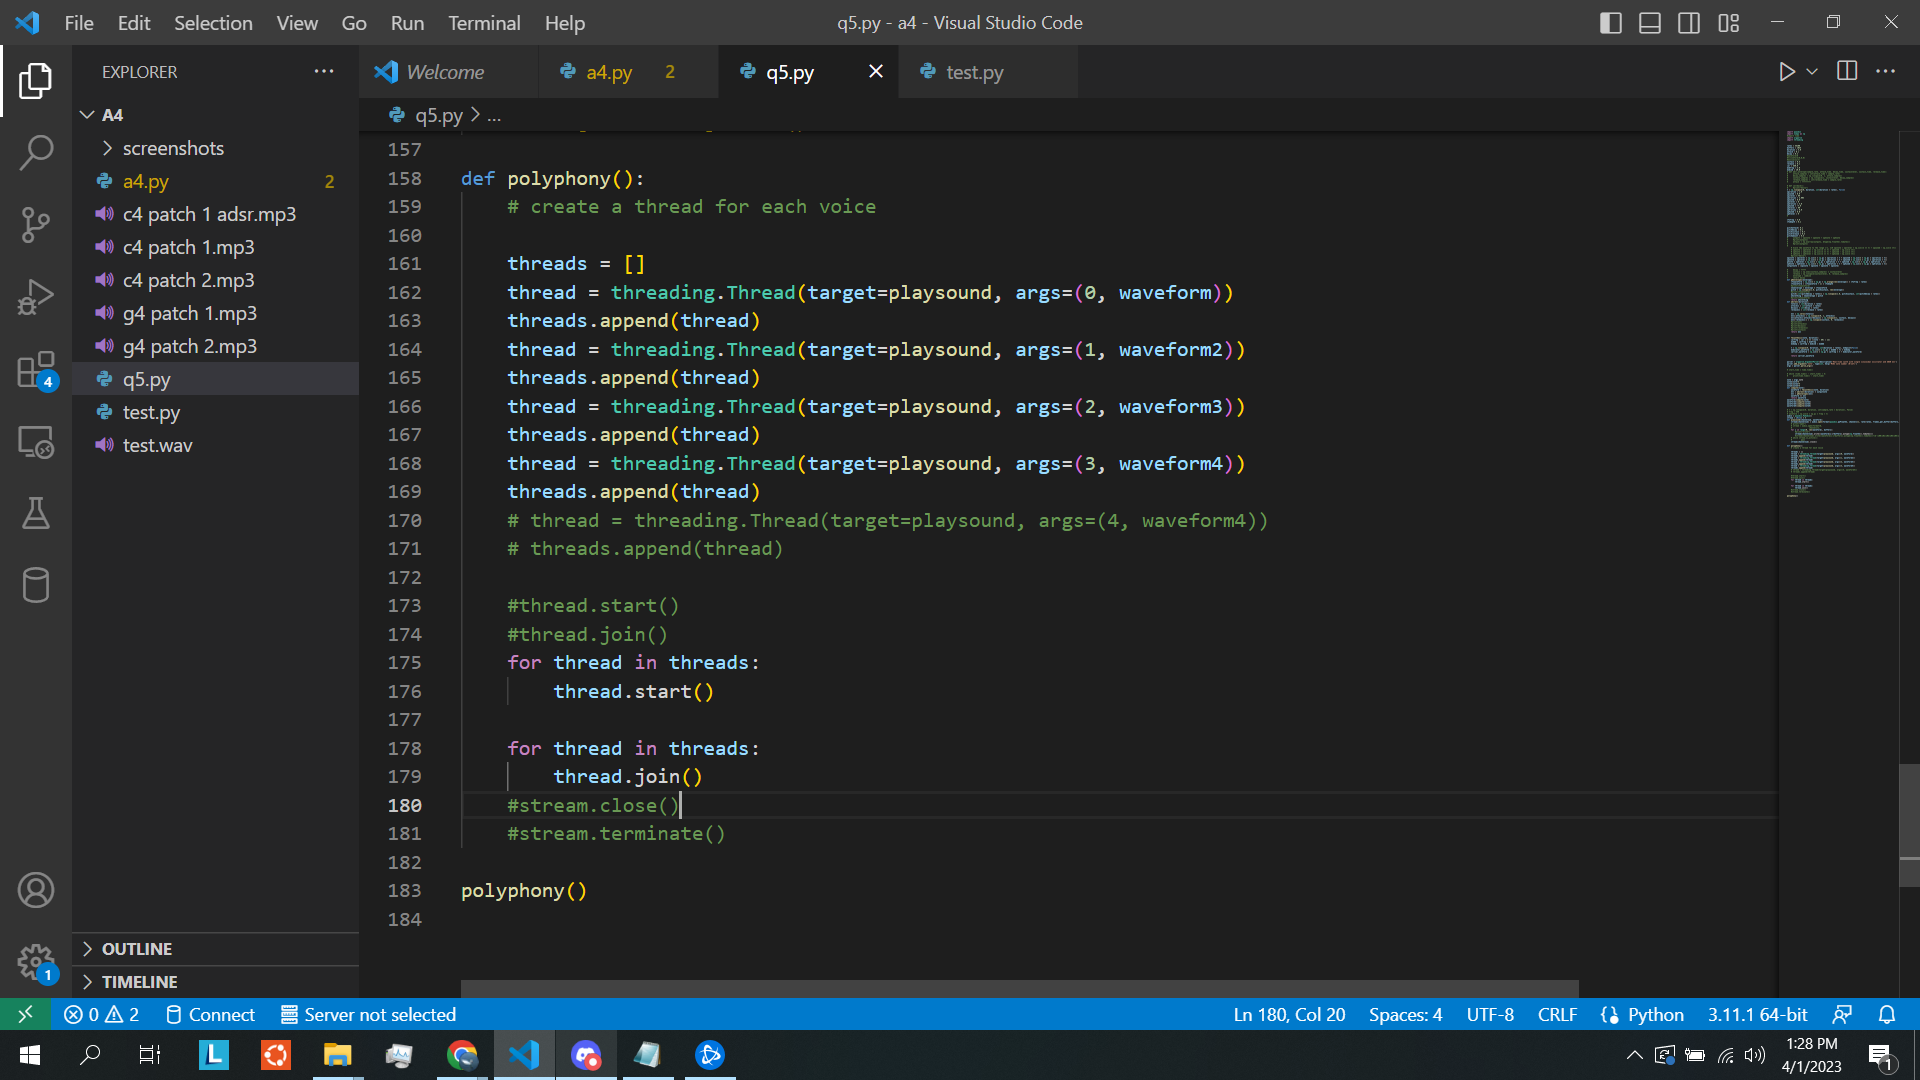 File Edit Selection View Go Run Terminal Help
q5.py - a4 - Visual Studio Code
EXPLORER
Welcome
a4.py 2
q5.py
test.py
A4
q5.py > ...
screenshots
a4.py 2
c4 patch 1 adsr.mp3
c4 patch 1.mp3
c4 patch 2.mp3
g4 patch 1.mp3
g4 patch 2.mp3
q5.py
test.py
test.wav
OUTLINE
TIMELINE
4
1
157
158 def polyphony():
159 # create a thread for each voice
160
161 threads = []
162 thread = threading.Thread(target=playsound, args=(0, waveform))
163 threads.append(thread)
164 thread = threading.Thread(target=playsound, args=(1, waveform2))
165 threads.append(thread)
166 thread = threading.Thread(target=playsound, args=(2, waveform3))
167 threads.append(thread)
168 thread = threading.Thread(target=playsound, args=(3, waveform4))
169 threads.append(thread)
170 # thread = threading.Thread(target=playsound, args=(4, waveform4))
171 # threads.append(thread)
172
173 #thread.start()
174 #thread.join()
175 for thread in threads:
176 thread.start()
177
178 for thread in threads:
179 thread.join()
180 #stream.close()
181 #stream.terminate()
182
183 polyphony()
184
0 2 Connect Server not selected
Ln 180, Col 20 Spaces: 4 UTF-8 CRLF Python 3.11.1 64-bit
L
1:28 PM
4/1/2023
1